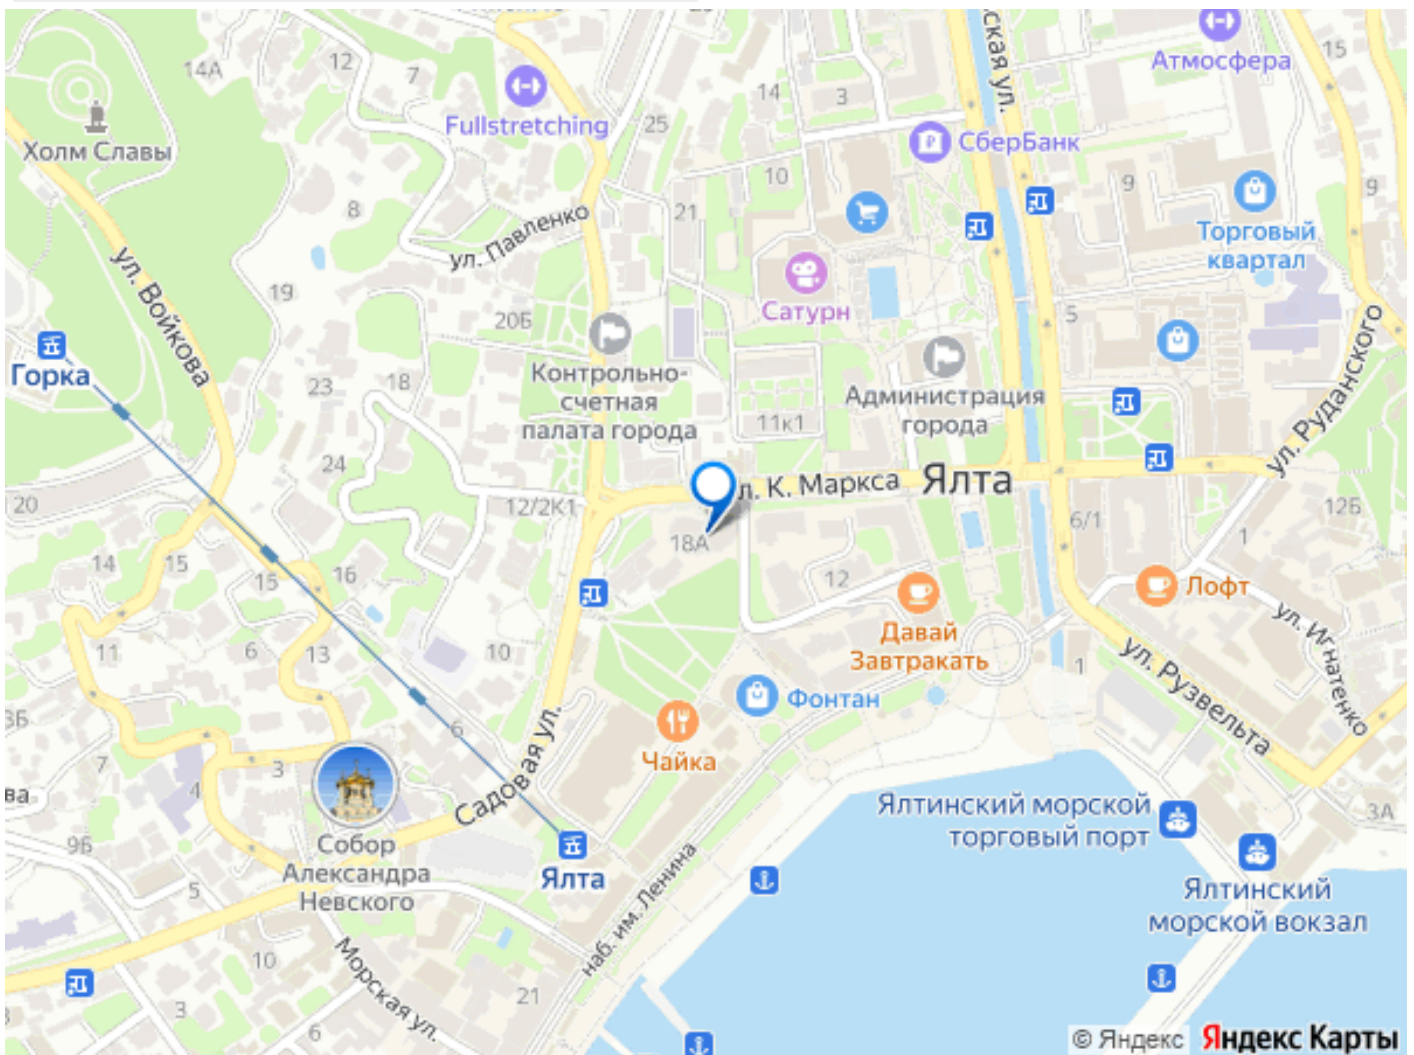 Атмосфера
15
12
14А
7
14
3
Fullstretching
25
СберБанк
Холм Славы
10
9
9
8
21
ул. Павленко
Торговый
квартал
ул. Войкова
19
Сатурн
20Б
5
Горка
Контрольно-
счетная
палата города
23
18
Администрация
города
ул. Руданского
11к1
24
К. Маркса
Ялта
20
12/2К1
12Б
6/1
18А
1
14
15
15
16
12
Лофт
Давай
Завтракать
ул. Игнатенко
11
6
13
10
1
ул. Рузвельта
Фонтан
6
Чайка
Садовая ул.
7
3
4
Ялтинский морской
торговый порт
3А
9Б
Собор
Александра
Невского
Ялта
наб. им. Ленина
Ялтинский
морской вокзал
5
10
Морская ул.
21
3
6
© Яндекс Яндекс Карты